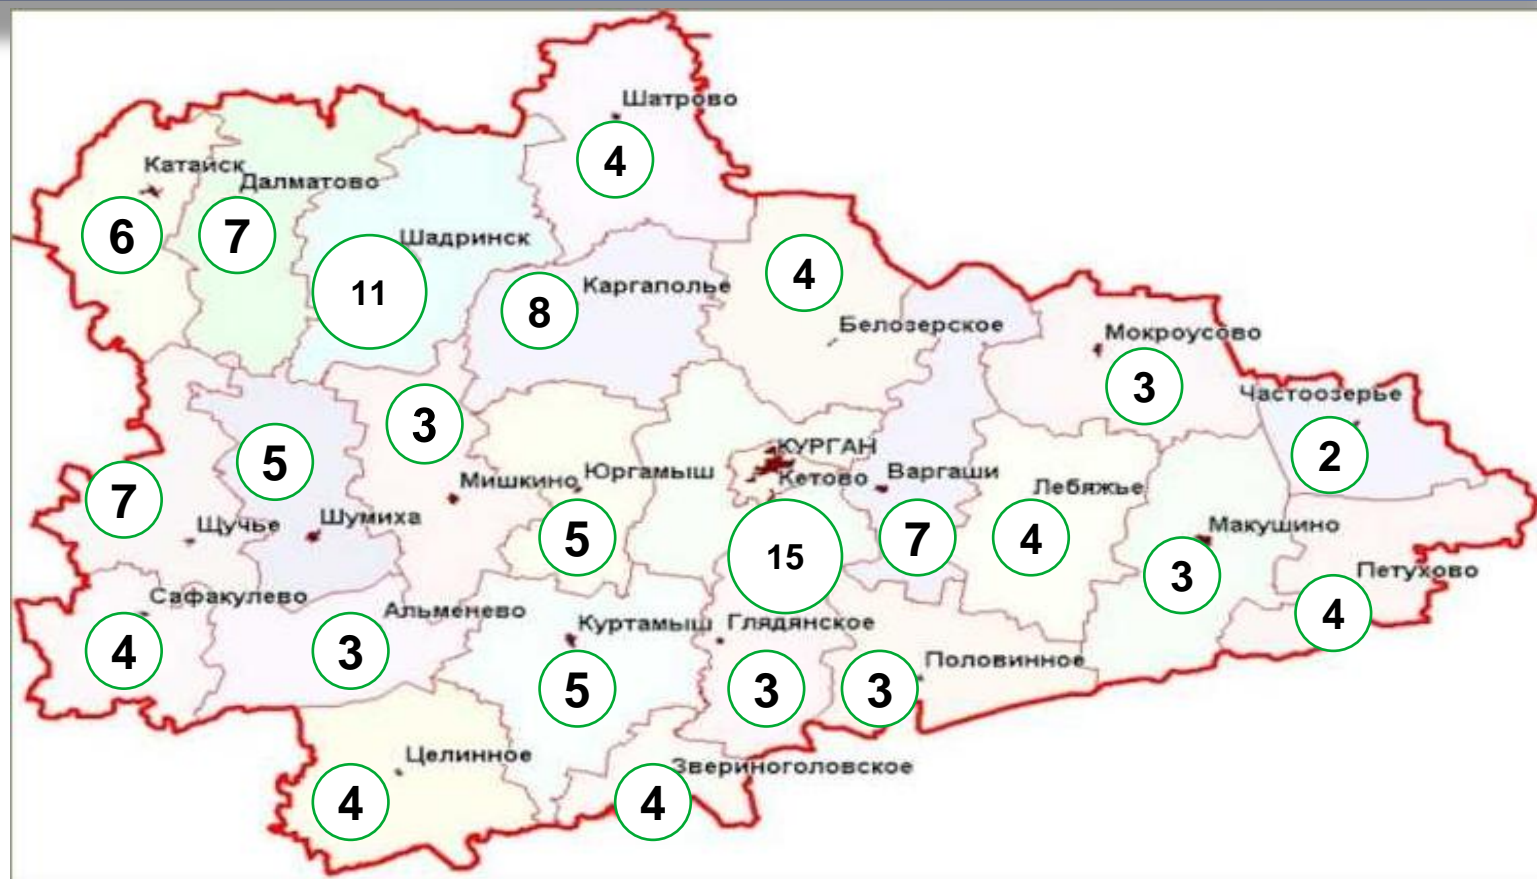 Шатрово
4
Катайск
Далматово
6
7
Шадринск
11
Каргаполье
8
4
Белозерское
Мокроусово
3
Частоозерье
2
3
5
7
КУРГАН
Кетово
Мишкино
Юргамыш
Варгаши
Лебяжье
Щучье
Шумиха
Макушино
5
15
7
4
3
Петухово
4
Сафакулево
Альменево
4
3
Куртамыш
Глядянское
5
3
3
Половинное
Целинное
4
Звериноголовское
4